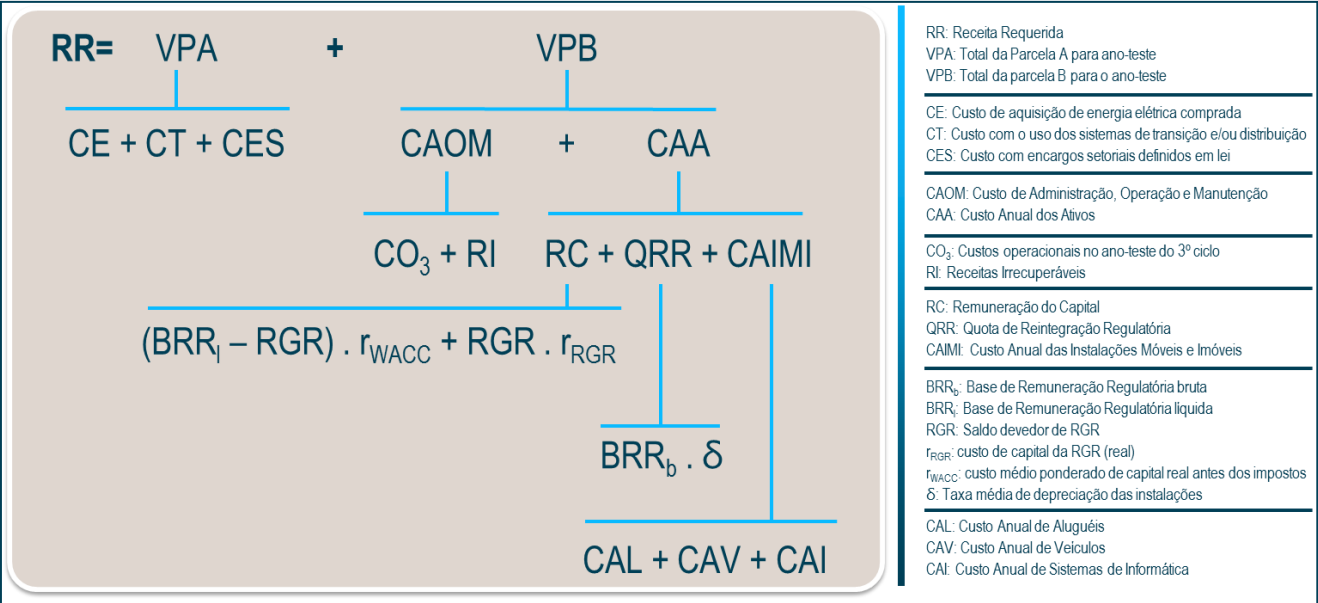 RR= VPA + VPB
CE + CT + CES
CAOM + CAA
CO₃ + RI
RC + QRR + CAIMI
(BRRₗ – RGR) . rWACC + RGR . rRGR
BRRb . δ
CAL + CAV + CAI
RR: Receita Requerida
VPA: Total da Parcela A para ano-teste
VPB: Total da parcela B para o ano-teste
CE: Custo de aquisição de energia elétrica comprada
CT: Custo com o uso dos sistemas de transição e/ou distribuição
CES: Custo com encargos setoriais definidos em lei
CAOM: Custo de Administração, Operação e Manutenção
CAA: Custo Anual dos Ativos
CO₃: Custos operacionais no ano-teste do 3º ciclo
RI: Receitas Irrecuperáveis
RC: Remuneração do Capital
QRR: Quota de Reintegração Regulatória
CAIMI: Custo Anual das Instalações Móveis e Imóveis
BRRb: Base de Remuneração Regulatória bruta
BRRₗ: Base de Remuneração Regulatória líquida
RGR: Saldo devedor de RGR
rRGR: custo de capital da RGR (real)
rWACC: custo médio ponderado de capital real antes dos impostos
δ: Taxa média de depreciação das instalações
CAL: Custo Anual de Aluguéis
CAV: Custo Anual de Veículos
CAI: Custo Anual de Sistemas de Informática